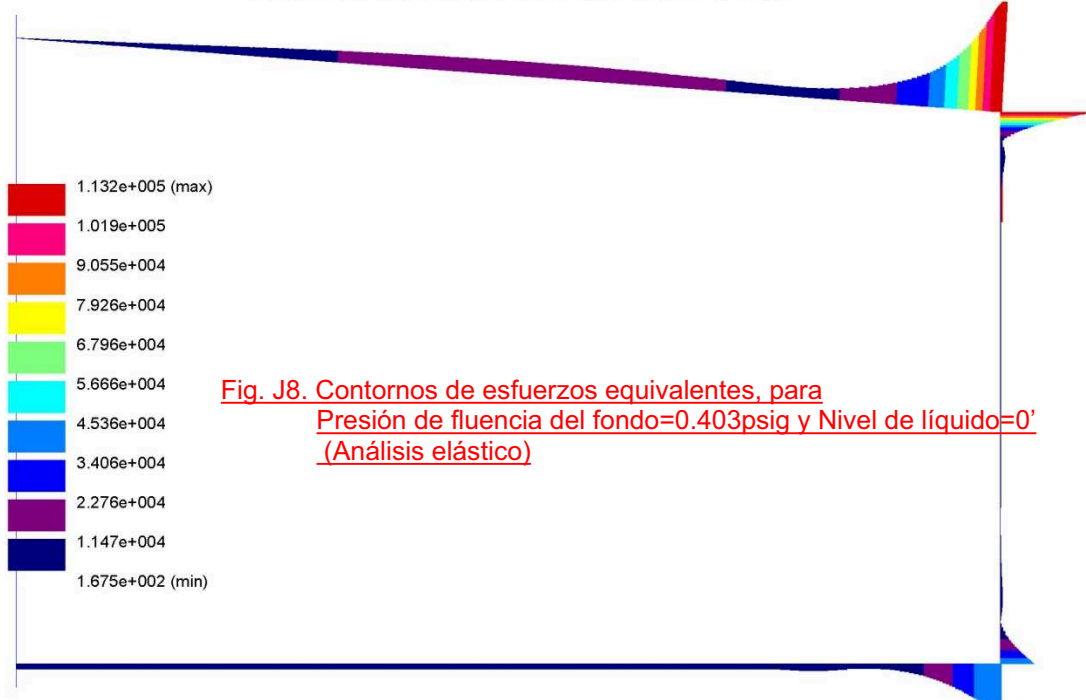 1.132e+005 (max)
1.019e+005
9.055e+004
7.926e+004
6.796e+004
5.666e+004
4.536e+004
3.406e+004
2.276e+004
1.147e+004
1.675e+002 (min)
Fig. J8. Contornos de esfuerzos equivalentes, para
Presión de fluencia del fondo=0.403psig y Nivel de líquido=0’
(Análisis elástico)